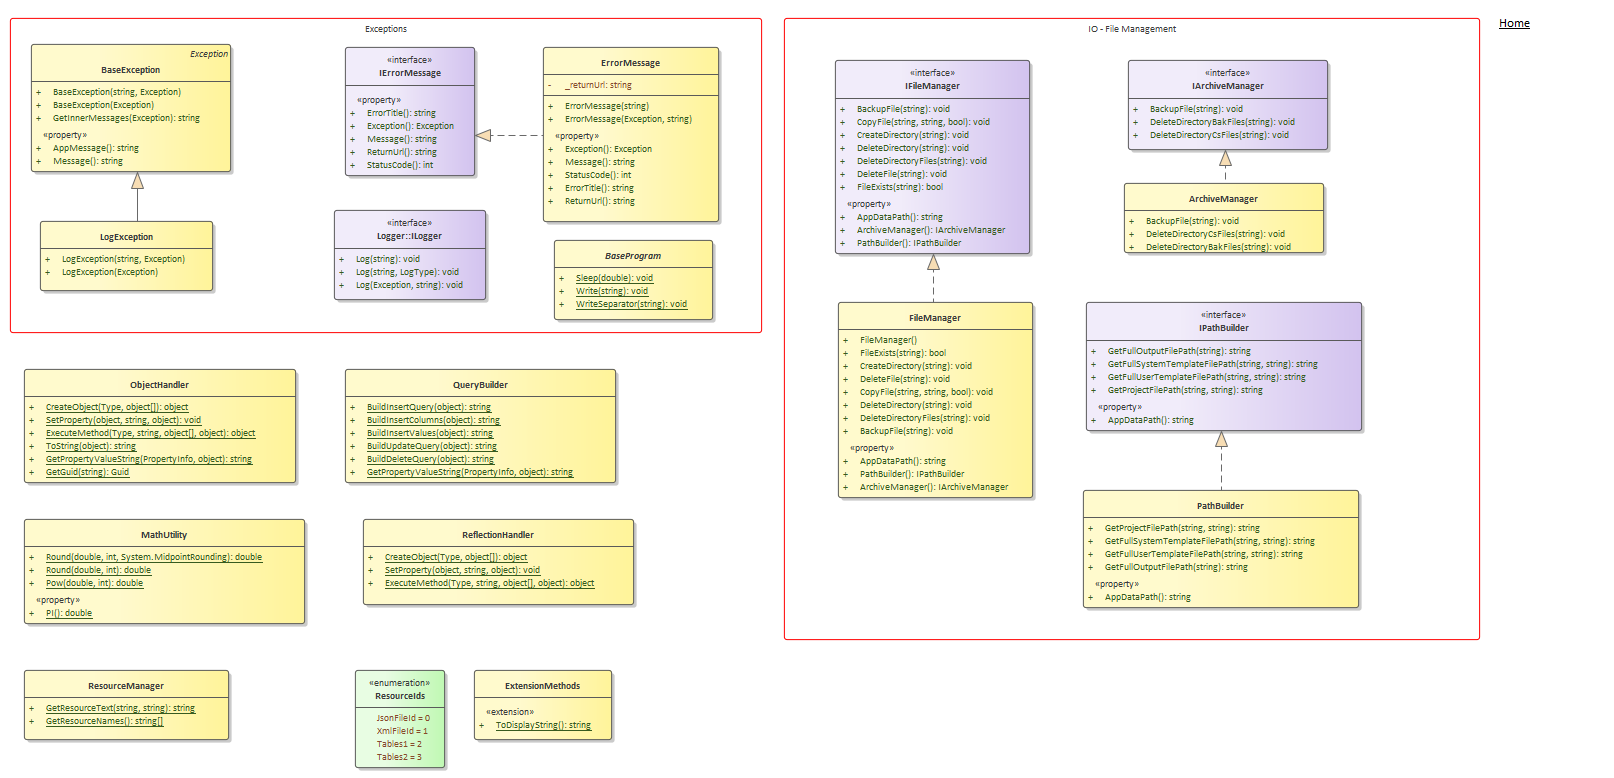 Exceptions
Exception
BaseException
+ BaseException(string, Exception)
+ BaseException(Exception)
+ GetInnerMessages(Exception): string
«property»
+ AppMessage(): string
+ Message(): string
LogException
+ LogException(string, Exception)
+ LogException(Exception)
«interface»
IErrorMessage
«property»
+ ErrorTitle(): string
+ Exception(): Exception
+ Message(): string
+ ReturnUrl(): string
+ StatusCode(): int
«interface»
Logger::ILogger
+ Log(string): void
+ Log(string, LogType): void
+ Log(Exception, string): void
ErrorMessage
- _returnUrl: string
+ ErrorMessage(string)
+ ErrorMessage(Exception, string)
«property»
+ Exception(): Exception
+ Message(): string
+ StatusCode(): int
+ ErrorTitle(): string
+ ReturnUrl(): string
BaseProgram
+ Sleep(double): void
+ Write(string): void
+ WriteSeparator(string): void
IO - File Management
«interface»
IFileManager
+ BackupFile(string): void
+ CopyFile(string, string, bool): void
+ CreateDirectory(string): void
+ DeleteDirectory(string): void
+ DeleteDirectoryFiles(string): void
+ DeleteFile(string): void
+ FileExists(string): bool
«property»
+ AppDataPath(): string
+ ArchiveManager(): IArchiveManager
+ PathBuilder(): IPathBuilder
«interface»
IArchiveManager
+ BackupFile(string): void
+ DeleteDirectoryBakFiles(string): void
+ DeleteDirectoryCsFiles(string): void
ArchiveManager
+ BackupFile(string): void
+ DeleteDirectoryCsFiles(string): void
+ DeleteDirectoryBakFiles(string): void
FileManager
+ FileManager()
+ FileExists(string): bool
+ CreateDirectory(string): void
+ DeleteFile(string): void
+ CopyFile(string, string, bool): void
+ DeleteDirectory(string): void
+ DeleteDirectoryFiles(string): void
+ BackupFile(string): void
«property»
+ AppDataPath(): string
+ PathBuilder(): IPathBuilder
+ ArchiveManager(): IArchiveManager
«interface»
IPathBuilder
+ GetFullOutputFilePath(string): string
+ GetFullSystemTemplateFilePath(string, string): string
+ GetFullUserTemplateFilePath(string, string): string
+ GetProjectFilePath(string, string): string
«property»
+ AppDataPath(): string
PathBuilder
+ GetProjectFilePath(string, string): string
+ GetFullSystemTemplateFilePath(string, string): string
+ GetFullUserTemplateFilePath(string, string): string
+ GetFullOutputFilePath(string): string
«property»
+ AppDataPath(): string
Home
ObjectHandler
+ CreateObject(Type, object[]): object
+ SetProperty(object, string, object): void
+ ExecuteMethod(Type, string, object[], object): object
+ ToString(object): string
+ GetPropertyValueString(PropertyInfo, object): string
+ GetGuid(string): Guid
QueryBuilder
+ BuildInsertQuery(object): string
+ BuildInsertColumns(object): string
+ BuildInsertValues(object): string
+ BuildUpdateQuery(object): string
+ BuildDeleteQuery(object): string
+ GetPropertyValueString(PropertyInfo, object): string
MathUtility
+ Round(double, int, System.MidpointRounding): double
+ Round(double, int): double
+ Pow(double, int): double
«property»
+ PI(): double
ReflectionHandler
+ CreateObject(Type, object[]): object
+ SetProperty(object, string, object): void
+ ExecuteMethod(Type, string, object[], object): object
ResourceManager
+ GetResourceText(string, string): string
+ GetResourceNames(): string[]
«enumeration»
ResourceIds
JsonFileId = 0
XmlFileId = 1
Tables1 = 2
Tables2 = 3
ExtensionMethods
«extension»
+ ToDisplayString(): string